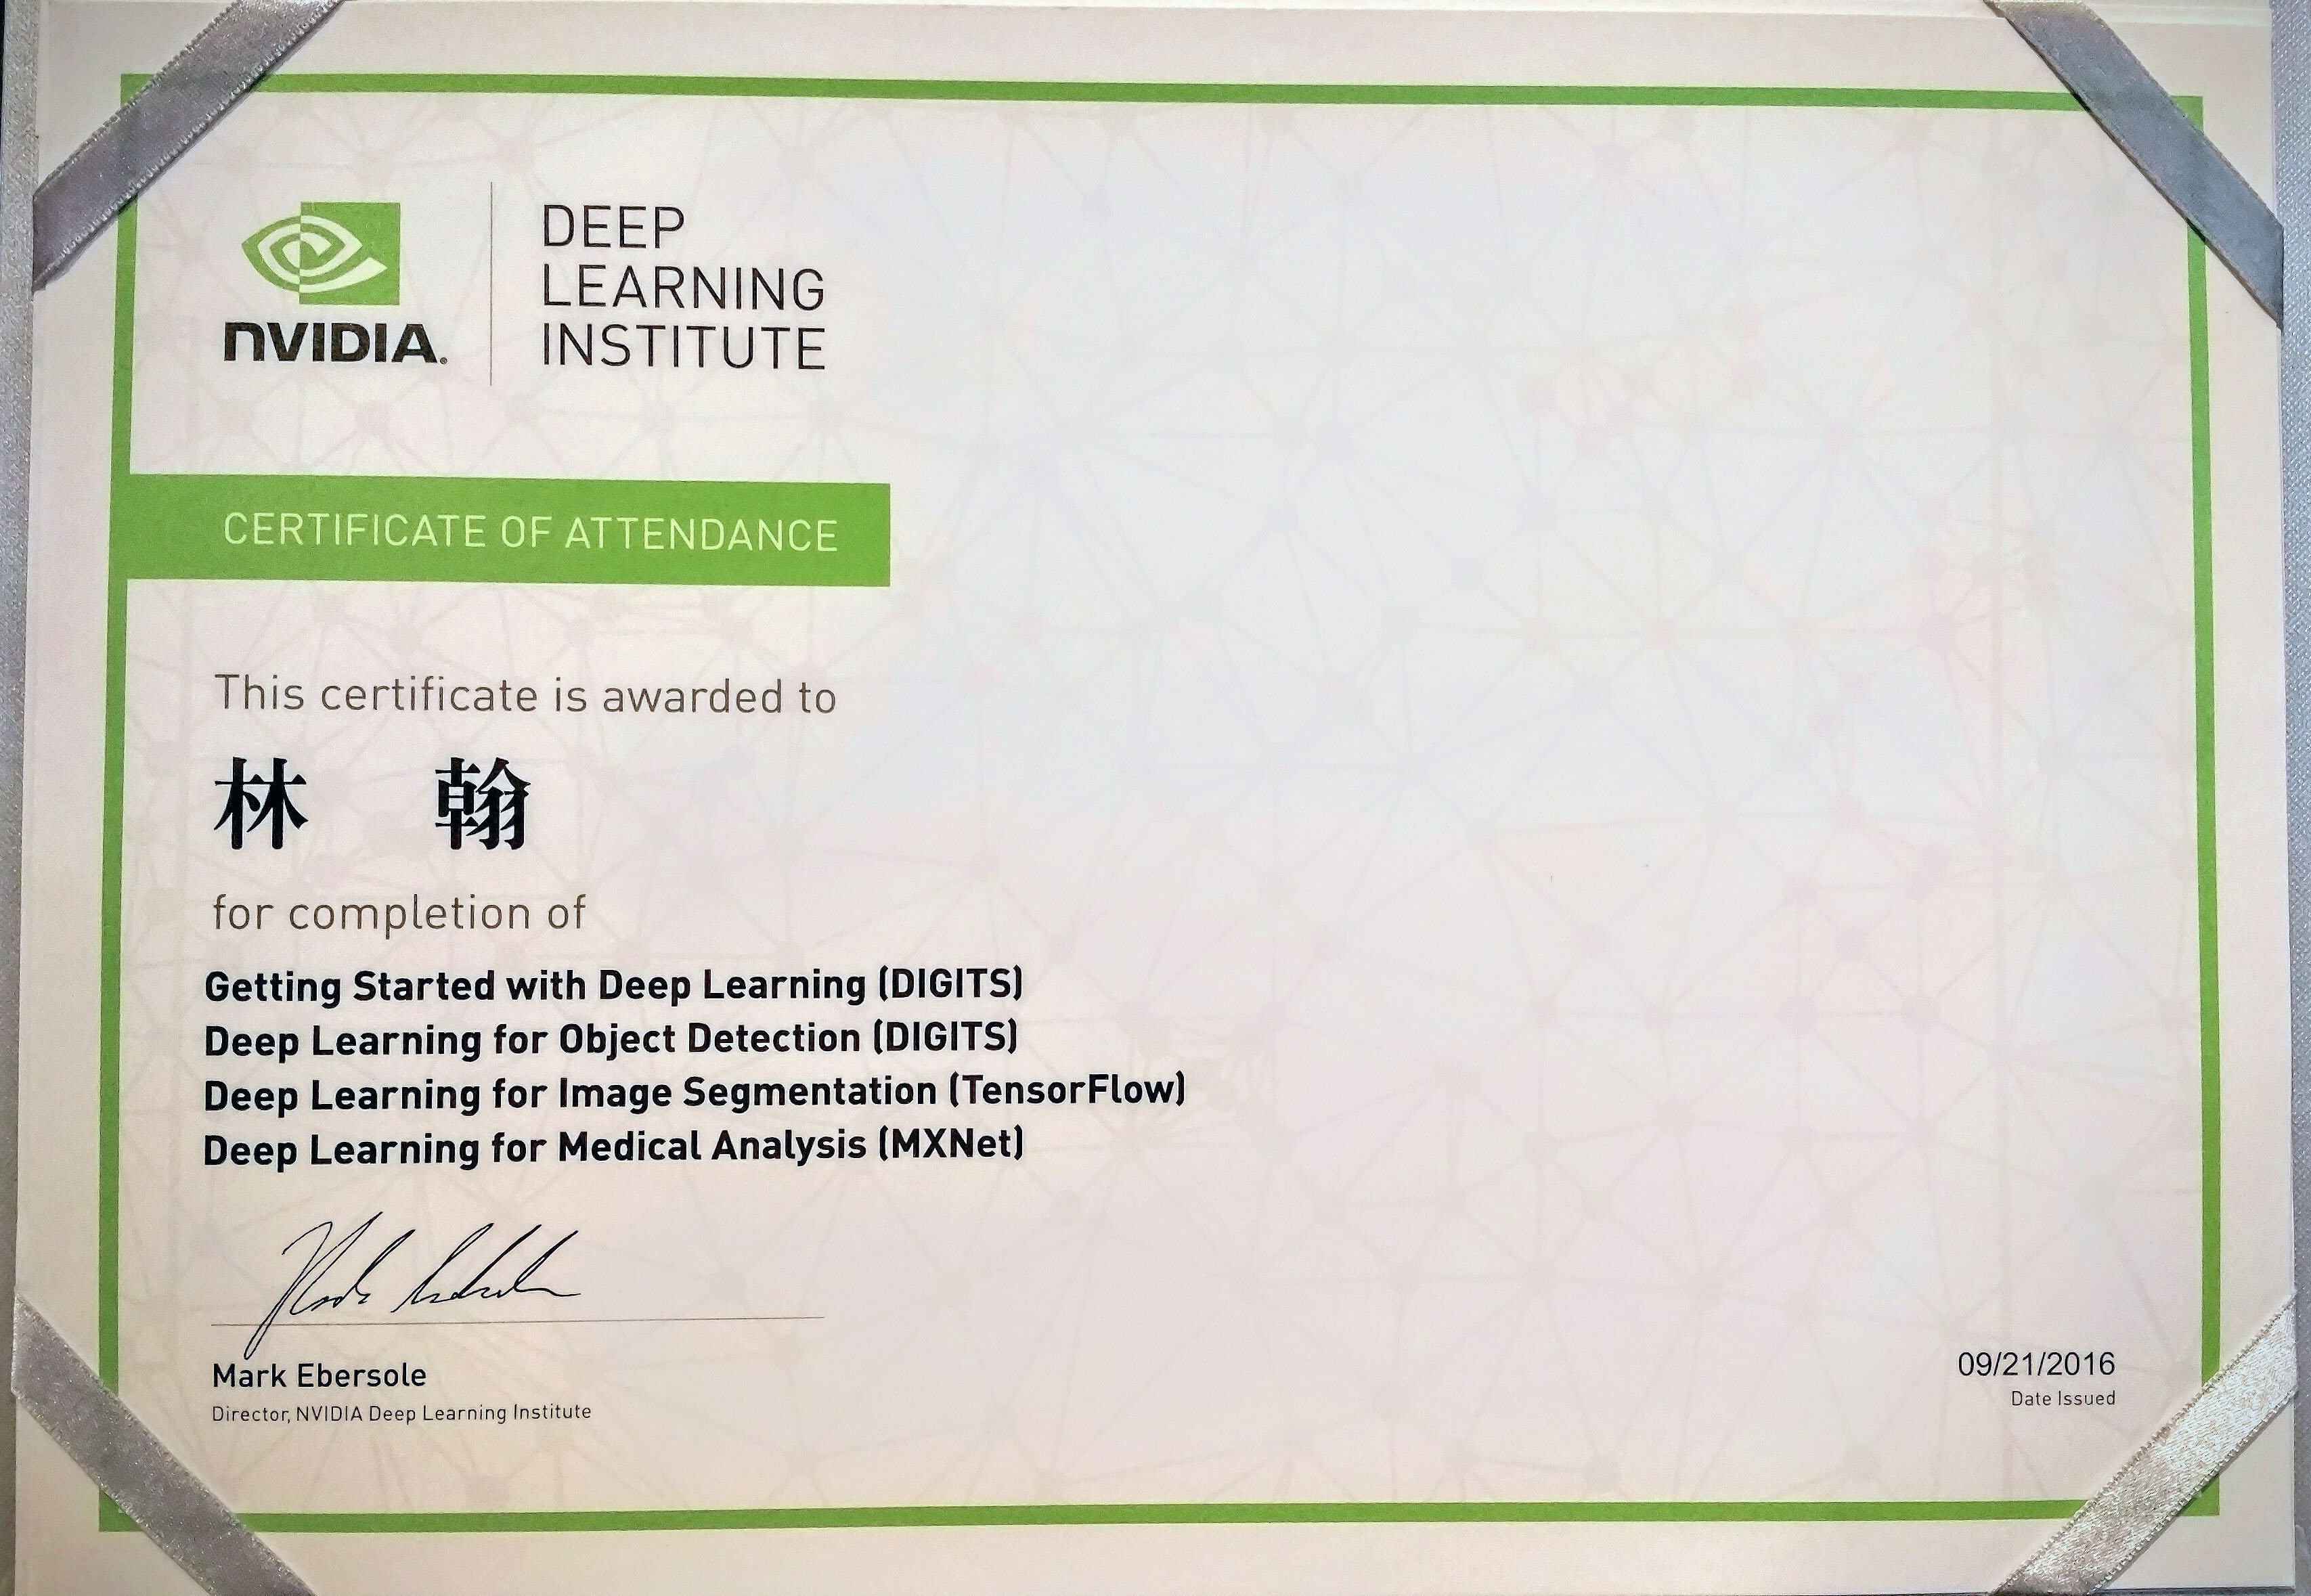 NVIDIA.
DEEP
LEARNING
INSTITUTE
CERTIFICATE OF ATTENDANCE
This certificate is awarded to
林 翰
for completion of
Getting Started with Deep Learning (DIGITS)
Deep Learning for Object Detection (DIGITS)
Deep Learning for Image Segmentation (TensorFlow)
Deep Learning for Medical Analysis (MXNet)
Mark Ebersole
Director, NVIDIA Deep Learning Institute
09/21/2016
Date Issued